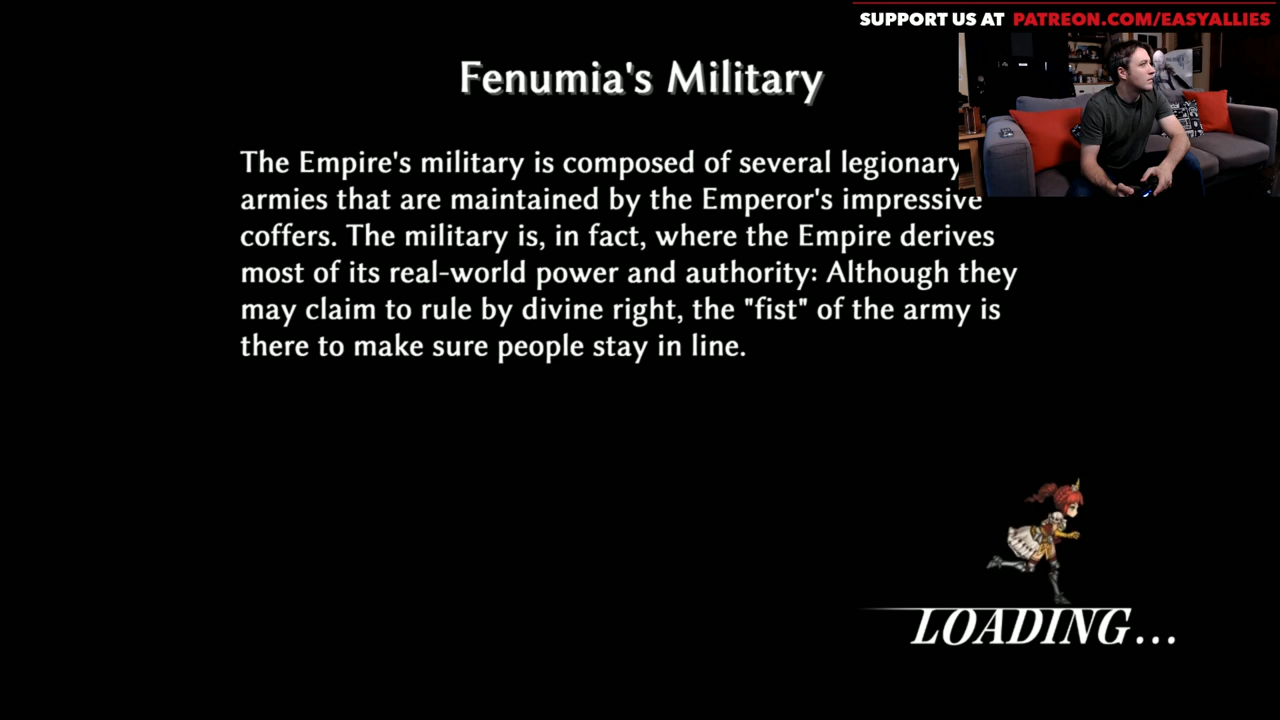 SUPPORT US AT PATREON.COM/EASYALLIES
Fenumia's Military
The Empire's military is composed of several legionary
armies that are maintained by the Emperor's impressive
coffers. The military is, in fact, where the Empire derives
most of its real-world power and authority: Although they
may claim to rule by divine right, the "fist" of the army is
there to make sure people stay in line.
LOADING...